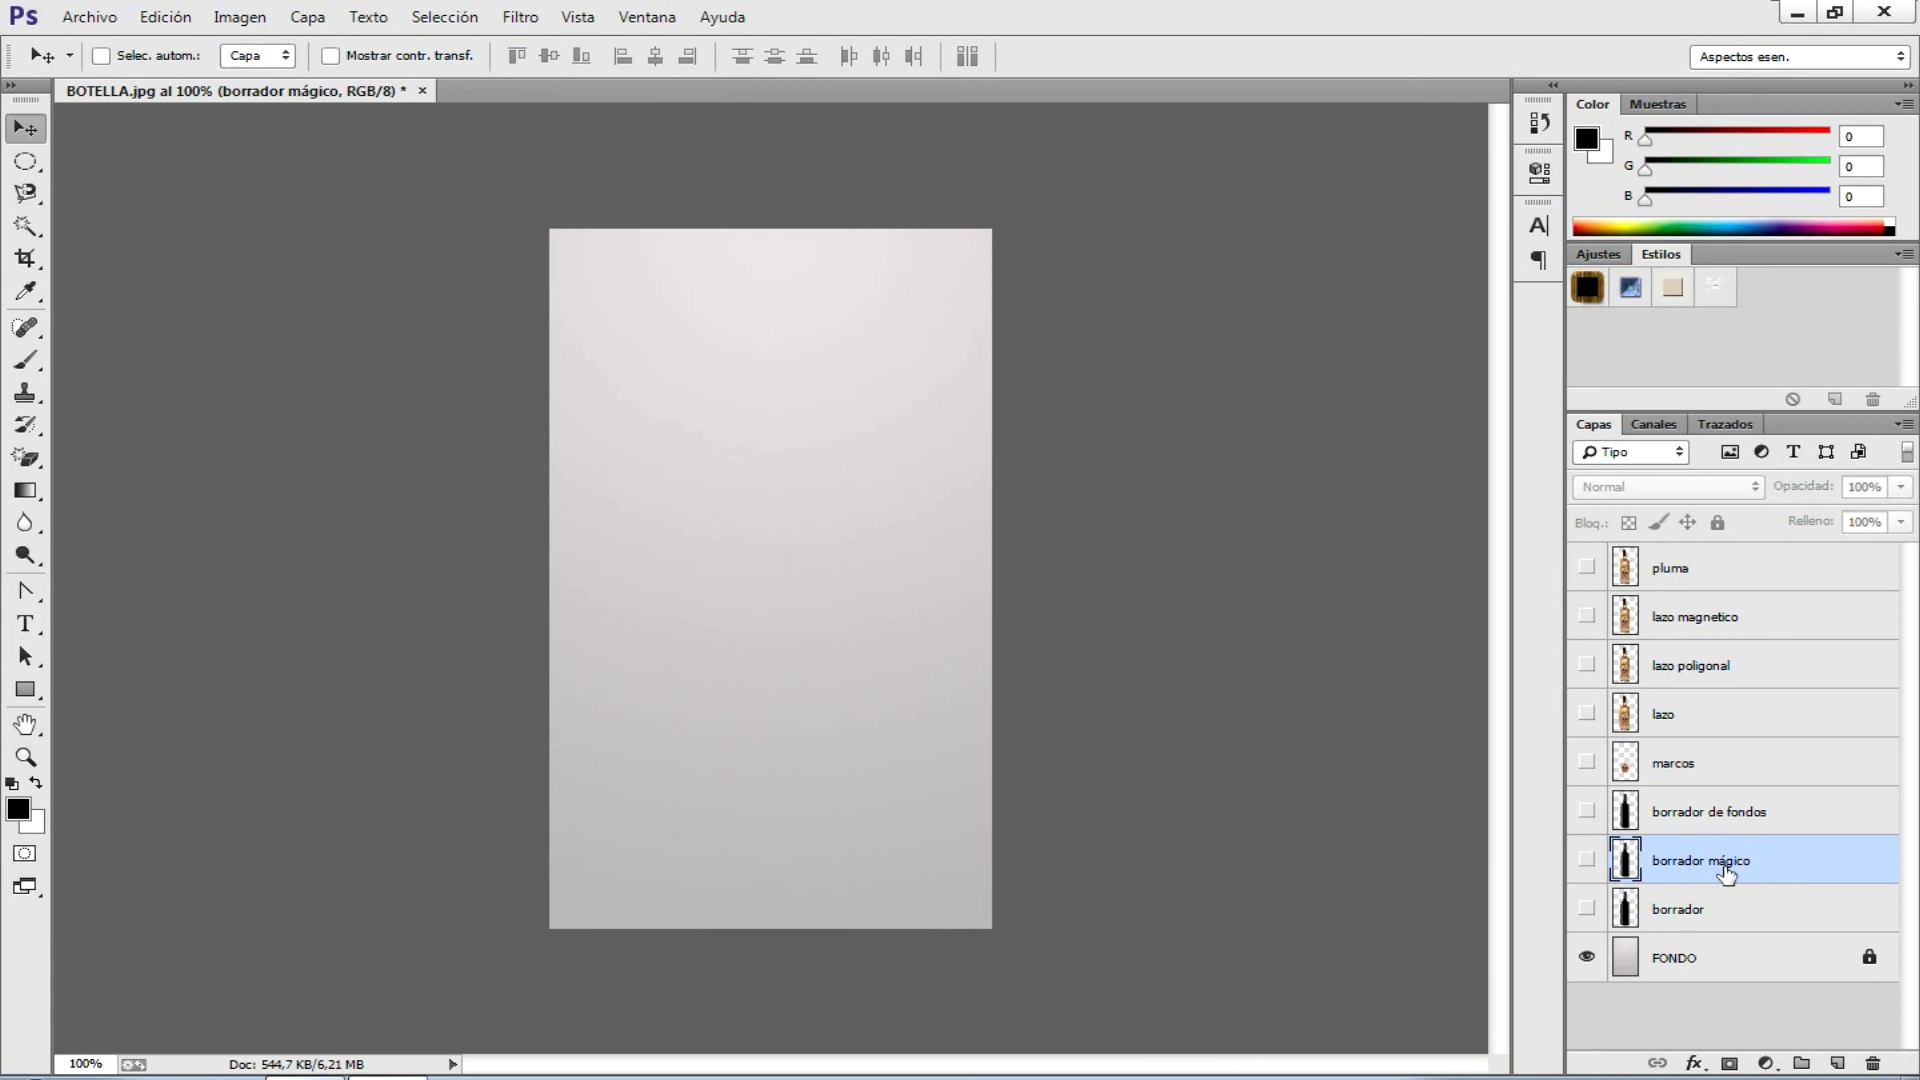 Ps Archivo Edición Imagen Capa Texto Selección Filtro Vista Ventana Ayuda
Selec. autom.: Capa Mostrar contr. transf. Aspectos esen.
BOTELLA.jpg al 100% (borrador mágico, RGB/8) * ×
Color Muestras
R 0
G 0
B 0
Ajustes Estilos
Capas Canales Trazados
Tipo
Normal Opacidad: 100%
Bloq.: Relleno: 100%
pluma
lazo magnetico
lazo poligonal
lazo
marcos
borrador de fondos
borrador mágico
borrador
FONDO
100% Doc: 544,7 KB/6,21 MB